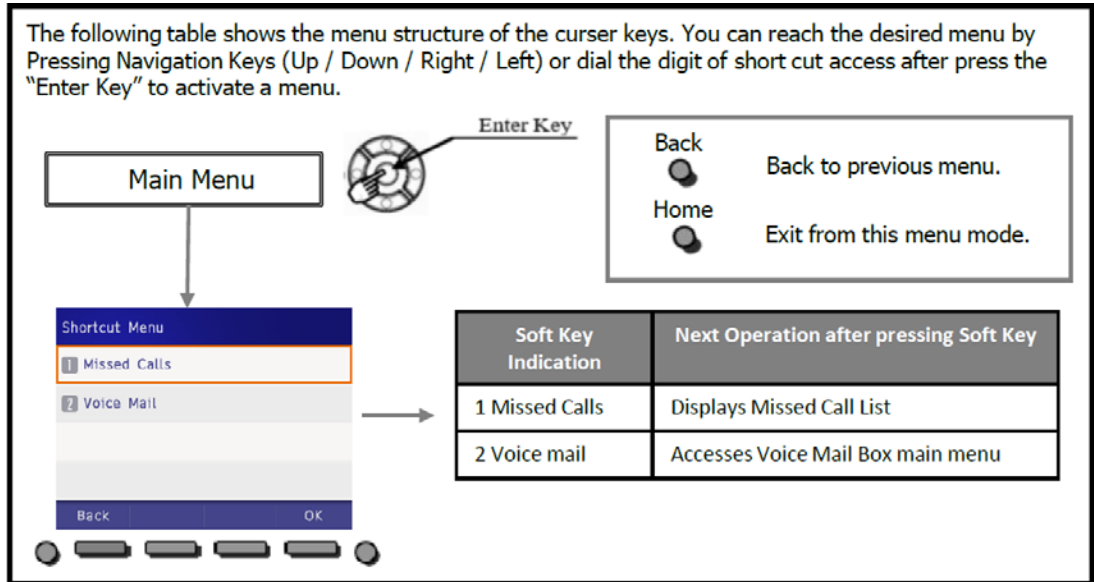 The following table shows the menu structure of the curser keys. You can reach the desired menu by
Pressing Navigation Keys (Up / Down / Right / Left) or dial the digit of short cut access after press the
“Enter Key” to activate a menu.
Enter Key
Main Menu
Back
Back to previous menu.
Home
Exit from this menu mode.
Shortcut Menu
1 Missed Calls
2 Voice Mail
Back OK
Soft Key
Indication
Next Operation after pressing Soft Key
1 Missed Calls
Displays Missed Call List
2 Voice mail
Accesses Voice Mail Box main menu